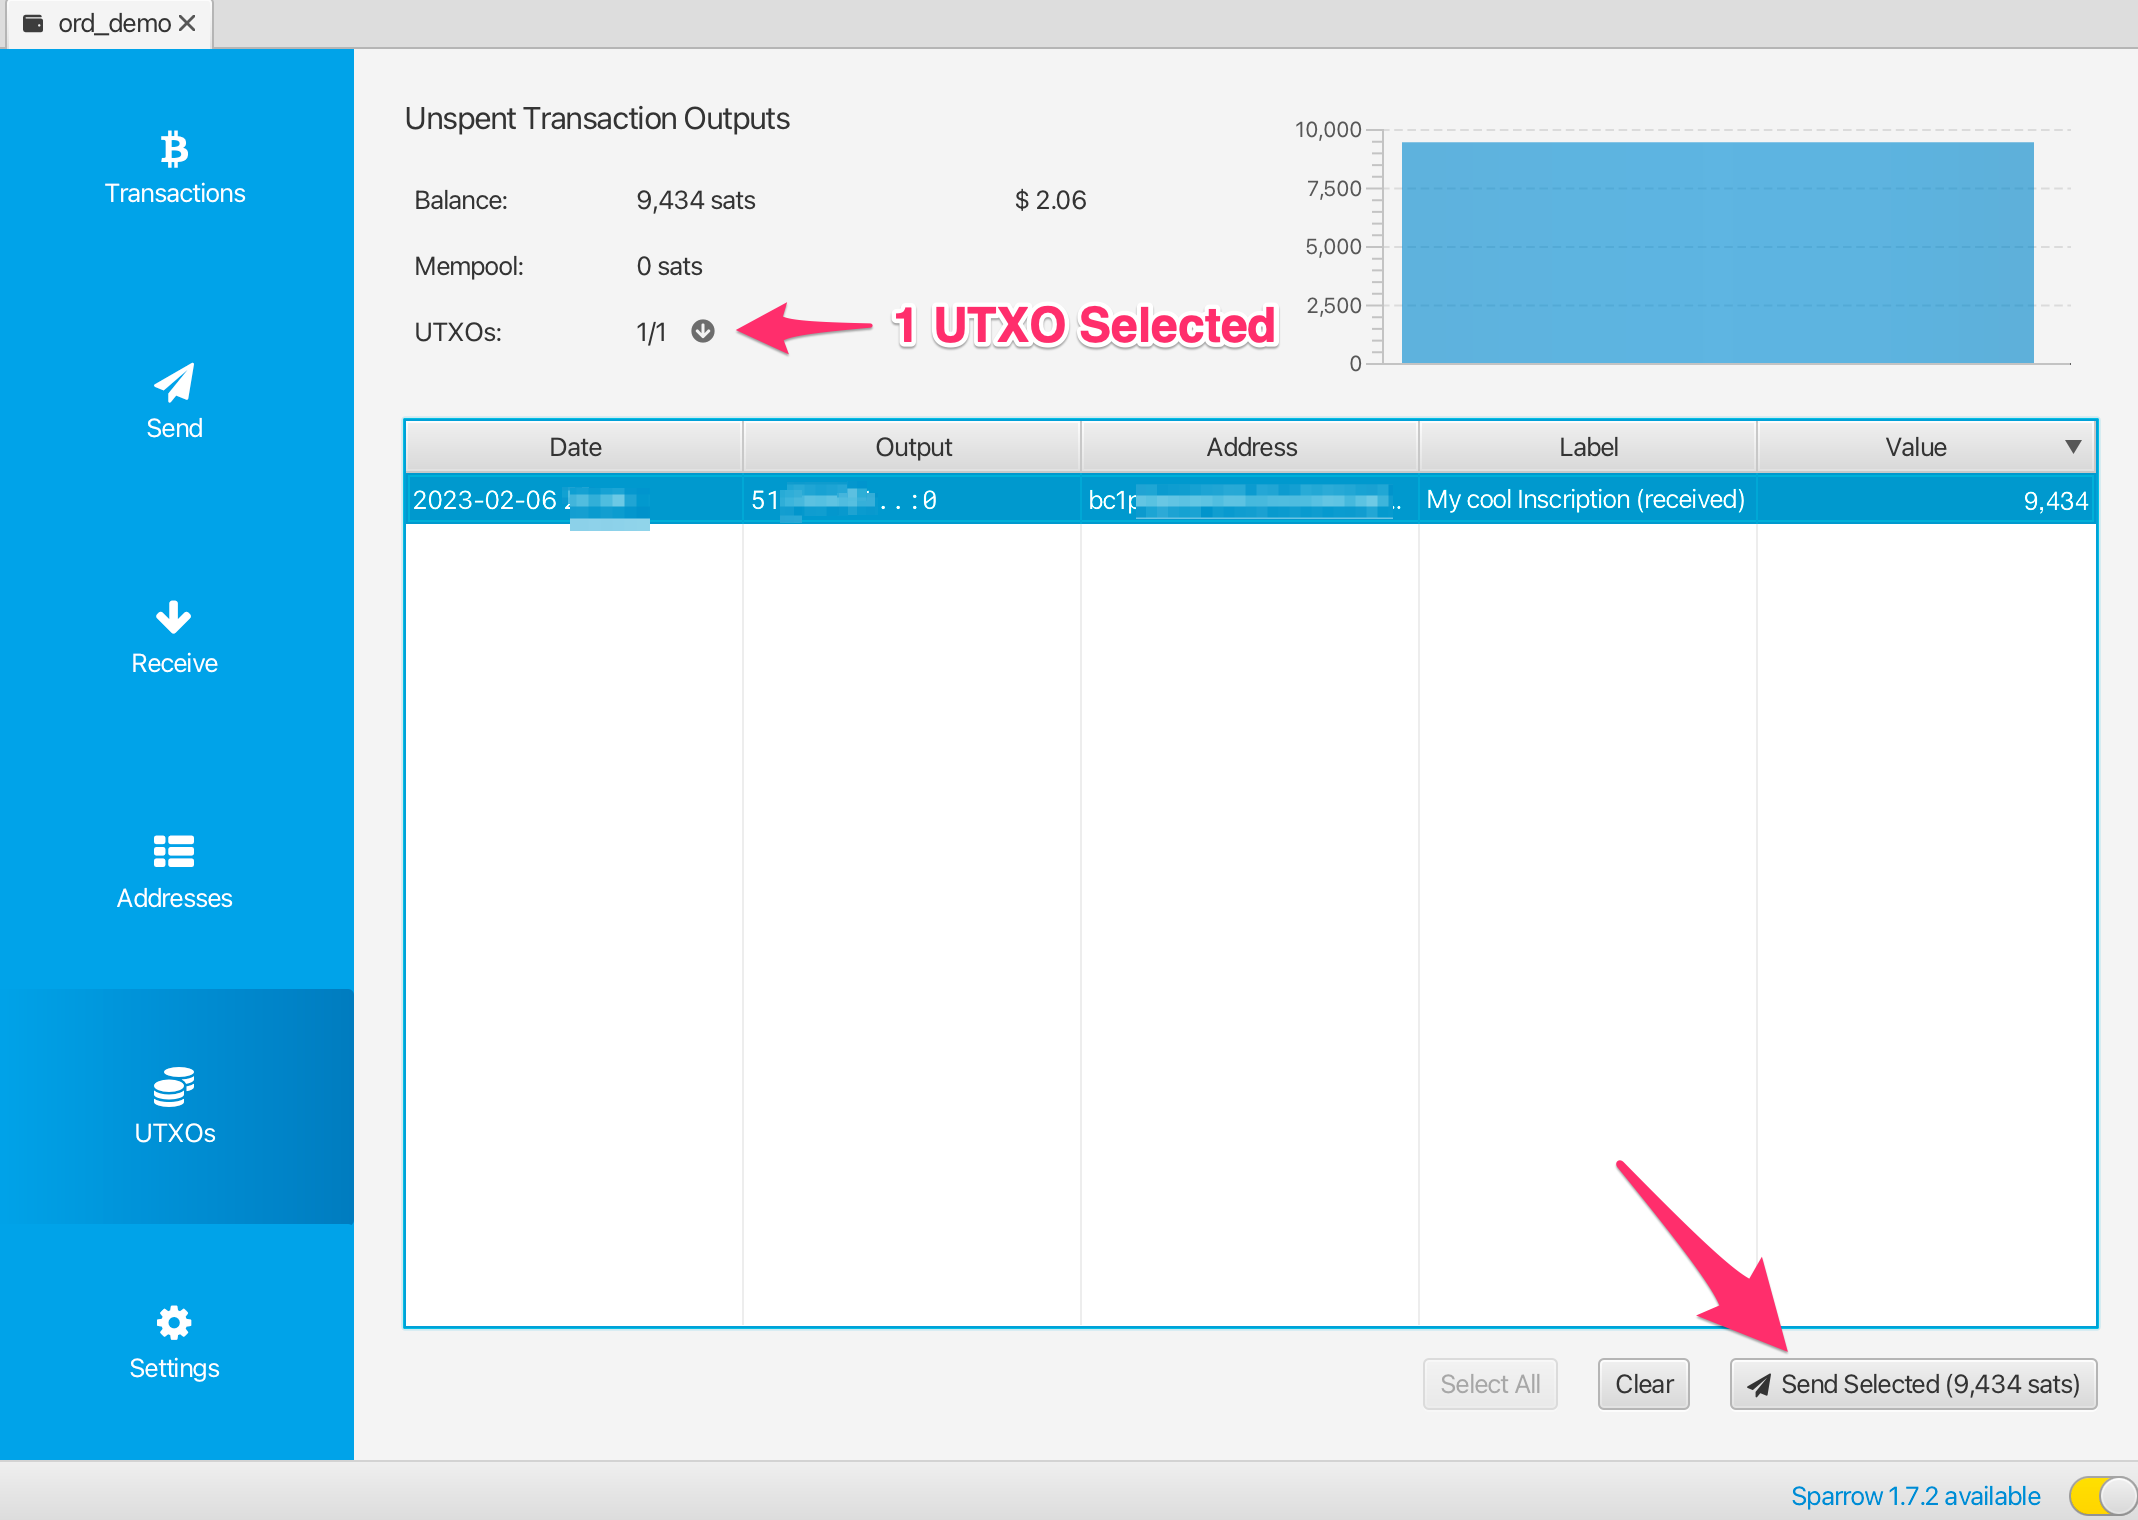 ord_demo
Transactions
Send
Receive
Addresses
UTXOs
Settings
Unspent Transaction Outputs
Balance: 9,434 sats $ 2.06
Mempool: 0 sats
UTXOs: 1/1
1 UTXO Selected
10,000
7,500
5,000
2,500
0
Date Output Address Label Value
2023-02-06 51 ...:0 bc1p .. My cool Inscription (received) 9,434
Select All Clear Send Selected (9,434 sats)
Sparrow 1.7.2 available